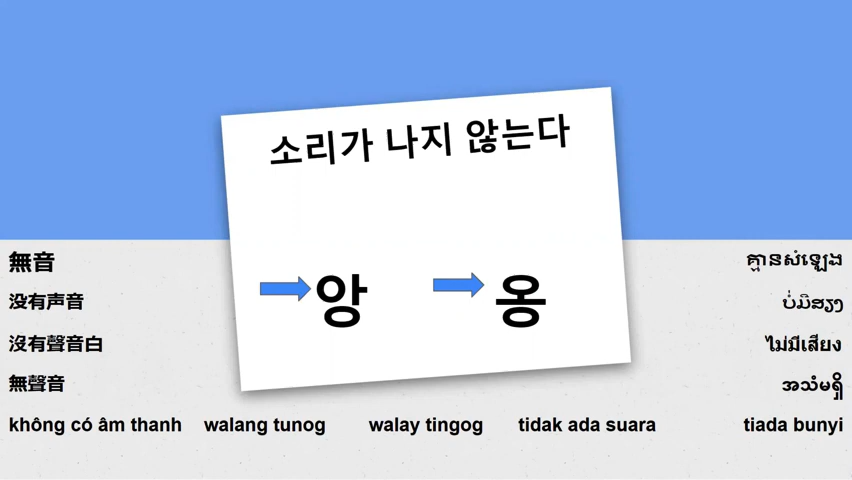 소리가 나지 않는다
앙 옹
無音
没有声音
沒有聲音白
無聲音
គ្មានសំឡេង
ບໍ່ມີສຽງ
ไม่มีเสียง
အသံမရှိ
không có âm thanh walang tunog walay tingog tidak ada suara tiada bunyi